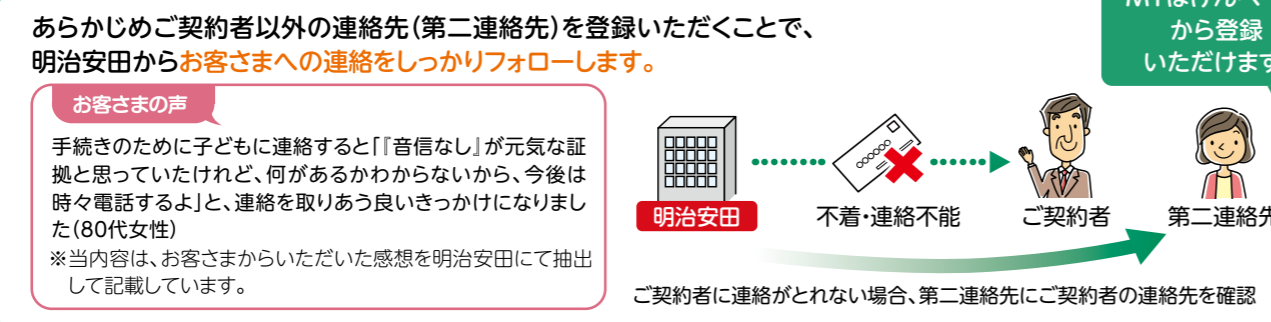 あらかじめご契約者以外の連絡先(第二連絡先)を登録いただくことで、
明治安田からお客さまへの連絡をしっかりフォローします。
から登録
いただけます
お客さまの声
手続きのために子どもに連絡すると「『音信なし』が元気な証
拠と思っていたけれど、何があるかわからないから、今後は
時々電話するよ」と、連絡を取りあう良いきっかけになりまし
た(80代女性)
※当内容は、お客さまからいただいた感想を明治安田にて抽出
して記載しています。
明治安田
不着・連絡不能
ご契約者
第二連絡先
ご契約者に連絡がとれない場合、第二連絡先にご契約者の連絡先を確認